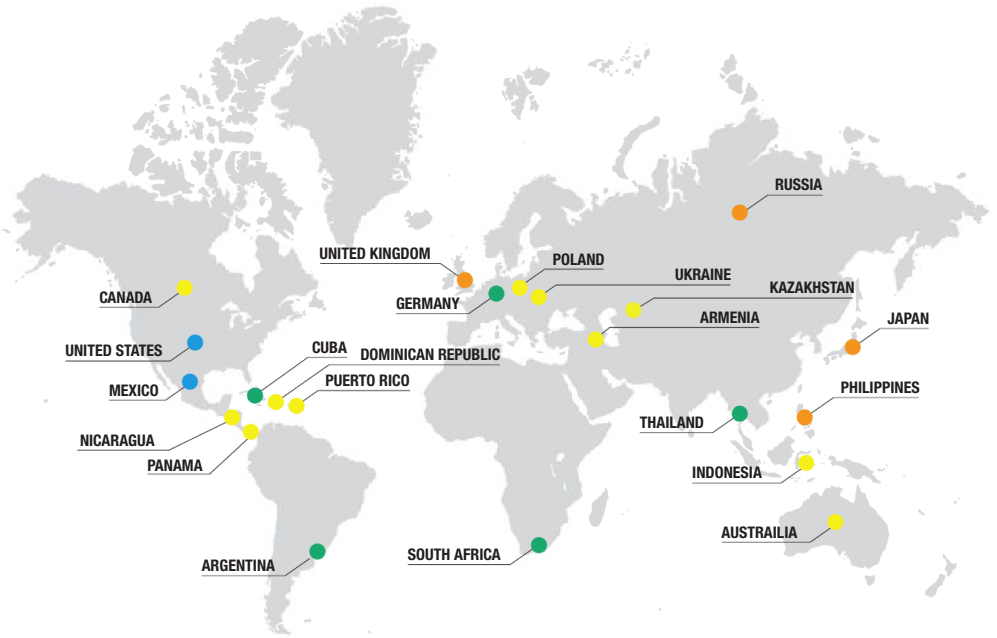 RUSSIA
UNITED KINGDOM
POLAND
UKRAINE
KAZAKHSTAN
CANADA
GERMANY
ARMENIA
JAPAN
UNITED STATES
CUBA
DOMINICAN REPUBLIC
MEXICO
PUERTO RICO
PHILIPPINES
THAILAND
NICARAGUA
PANAMA
INDONESIA
AUSTRAILIA
SOUTH AFRICA
ARGENTINA